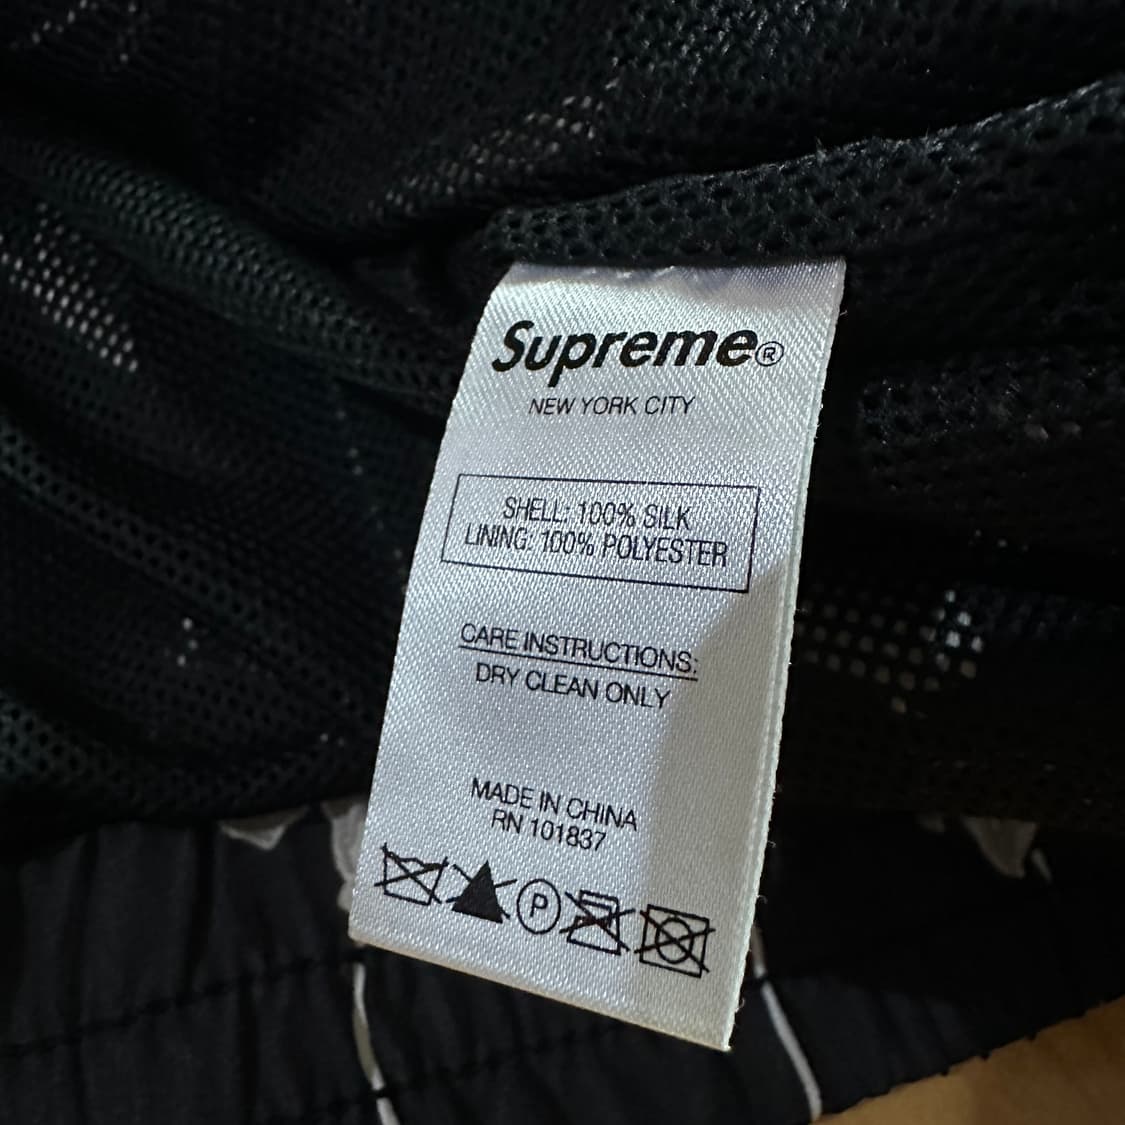 Supreme®
NEW YORK CITY
SHELL: 100% SILK
LINING: 100% POLYESTER
CARE INSTRUCTIONS:
DRY CLEAN ONLY
MADE IN CHINA
RN 101837
P